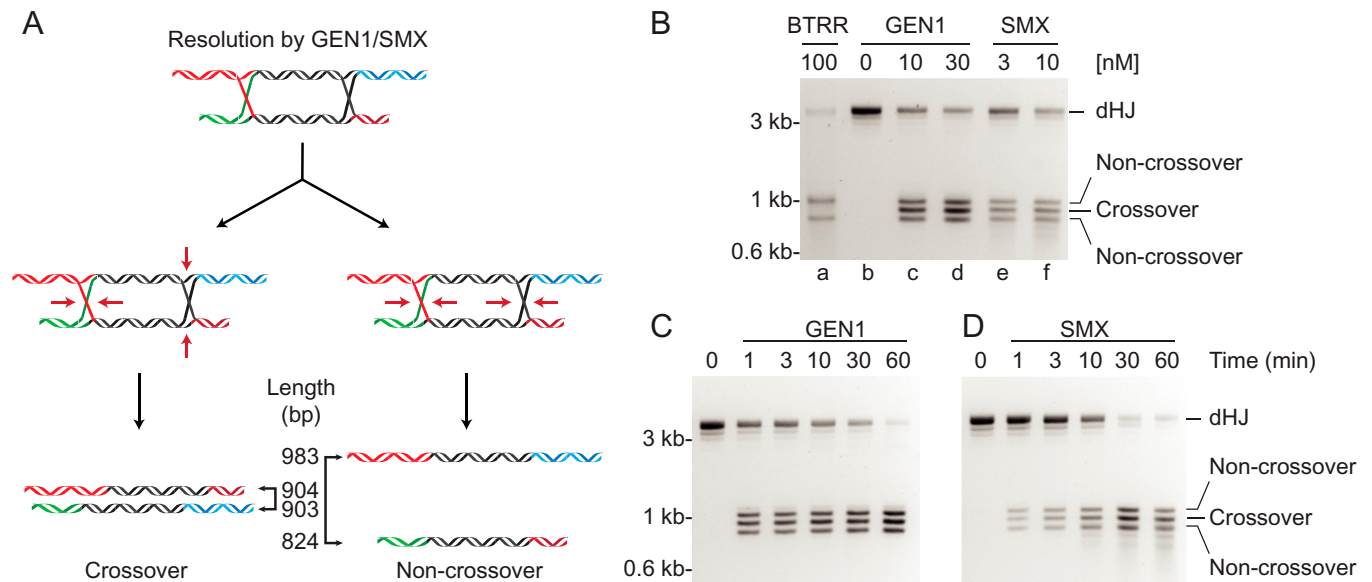 A
Resolution by GEN1/SMX
Length
(bp)
983
904
903
824
Crossover
Non-crossover
B
BTRR GEN1 SMX
100 0 10 30 3 10 [nM]
3 kb-
dHJ
Non-crossover
1 kb-
Crossover
0.6 kb-
Non-crossover
a b c d e f
C
GEN1
0 1 3 10 30 60
3 kb-
1 kb-
0.6 kb-
D
SMX
0 1 3 10 30 60 Time (min)
dHJ
Non-crossover
Crossover
Non-crossover